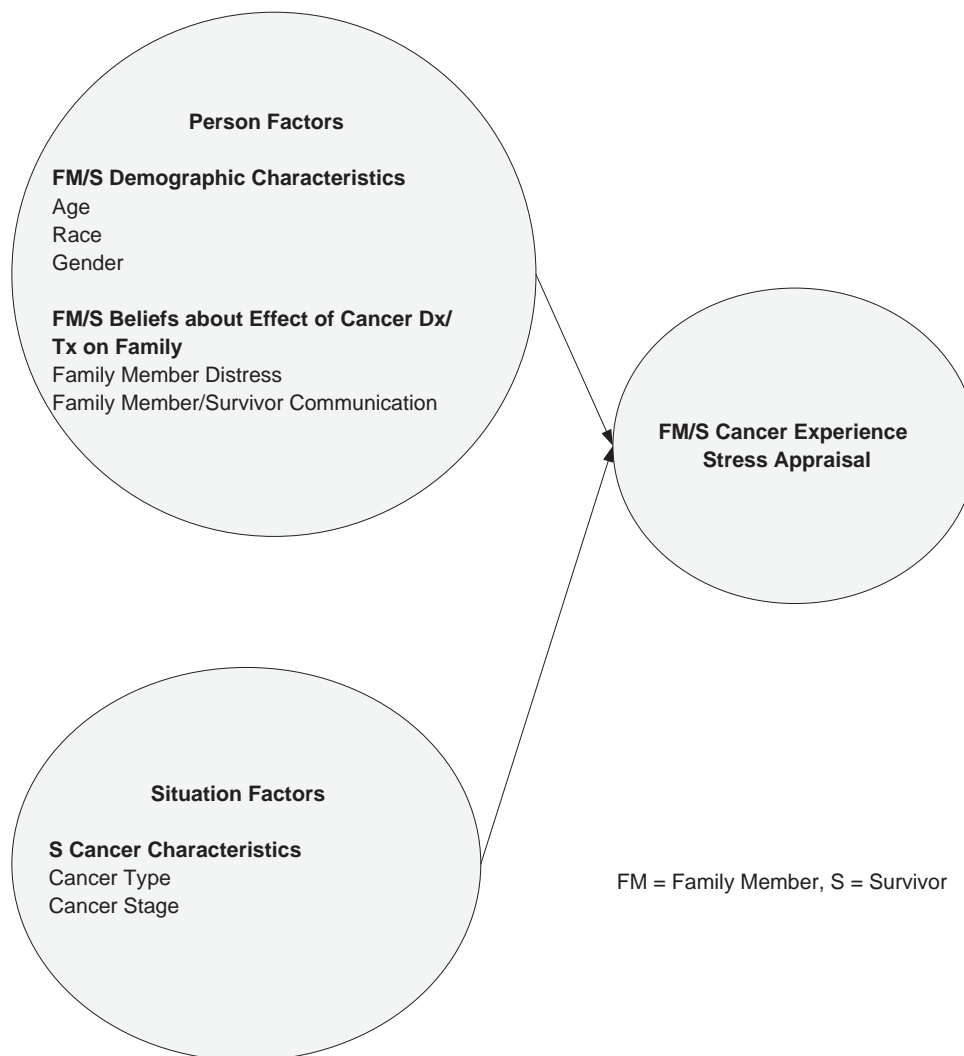 Person Factors
FM/S Demographic Characteristics
Age
Race
Gender
FM/S Beliefs about Effect of Cancer Dx/
Tx on Family
Family Member Distress
Family Member/Survivor Communication
FM/S Cancer Experience
Stress Appraisal
Situation Factors
S Cancer Characteristics
Cancer Type
Cancer Stage
FM = Family Member, S = Survivor